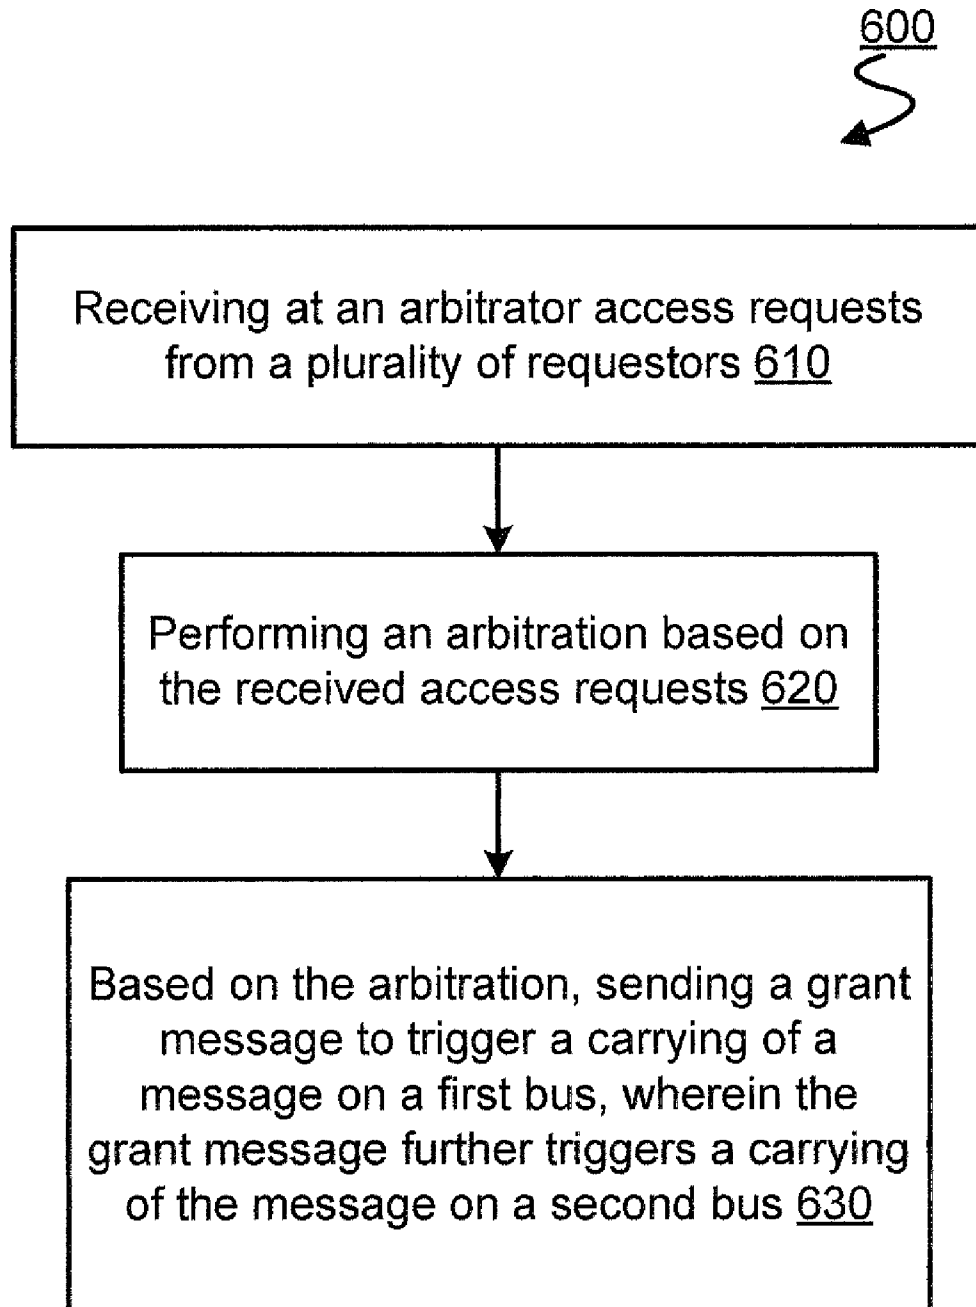 600
Receiving at an arbitrator access requests
from a plurality of requestors 610
Performing an arbitration based on
the received access requests 620
Based on the arbitration, sending a grant
message to trigger a carrying of a
message on a first bus, wherein the
grant message further triggers a carrying
of the message on a second bus 630